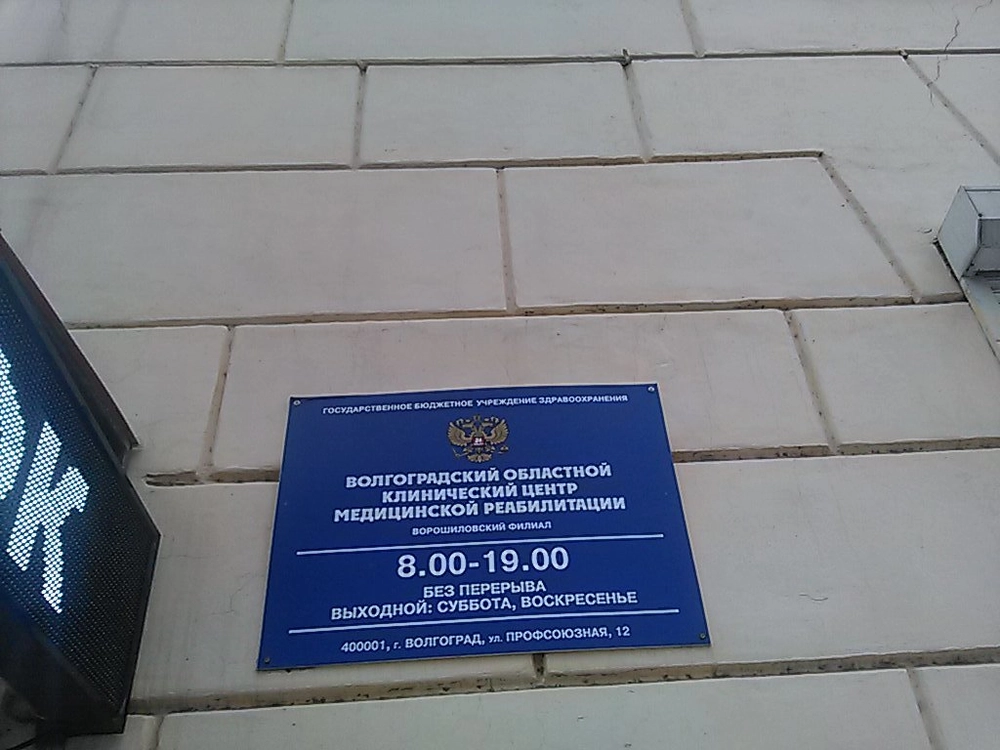 ГОСУДАРСТВЕННОЕ БЮДЖЕТНОЕ УЧРЕЖДЕНИЕ ЗДРАВООХРАНЕНИЯ
ВОЛГОГРАДСКИЙ ОБЛАСТНОЙ
КЛИНИЧЕСКИЙ ЦЕНТР
МЕДИЦИНСКОЙ РЕАБИЛИТАЦИИ
ВОРОШИЛОВСКИЙ ФИЛИАЛ
8.00-19.00
БЕЗ ПЕРЕРЫВА
ВЫХОДНОЙ: СУББОТА, ВОСКРЕСЕНЬЕ
400001, г. ВОЛГОГРАД, ул. ПРОФСОЮЗНАЯ, 12